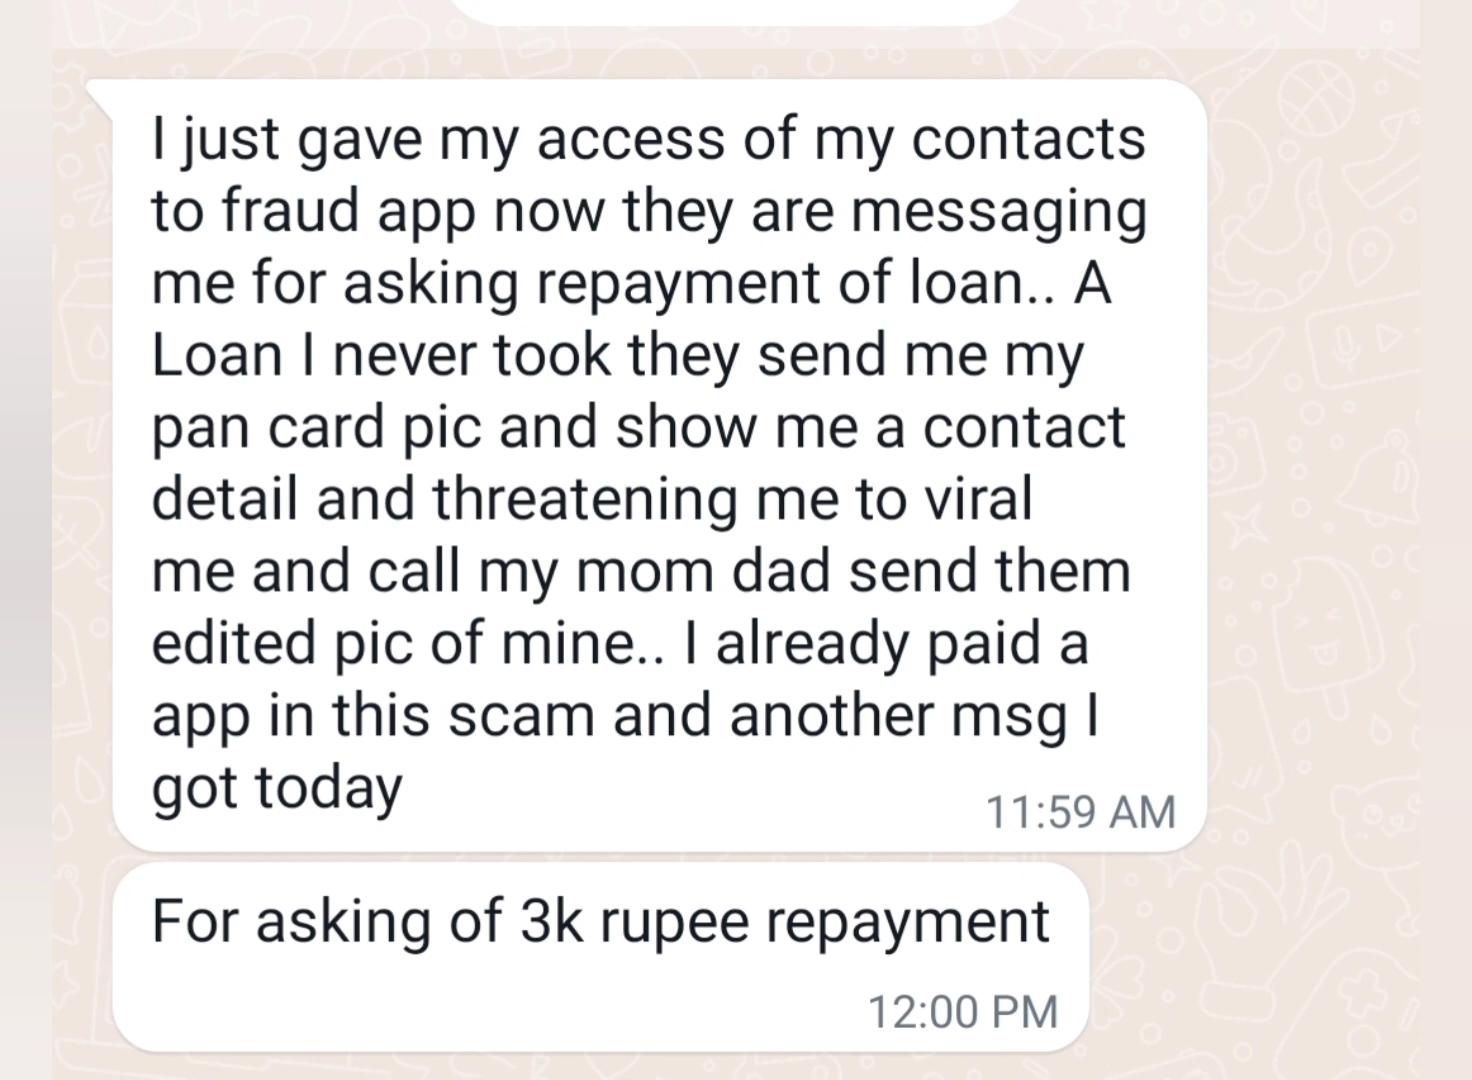 I just gave my access of my contacts
to fraud app now they are messaging
me for asking repayment of loan.. A
Loan I never took they send me my
pan card pic and show me a contact
detail and threatening me to viral
me and call my mom dad send them
edited pic of mine.. I already paid a
app in this scam and another msg I
got today
11:59 AM
For asking of 3k rupee repayment
12:00 PM